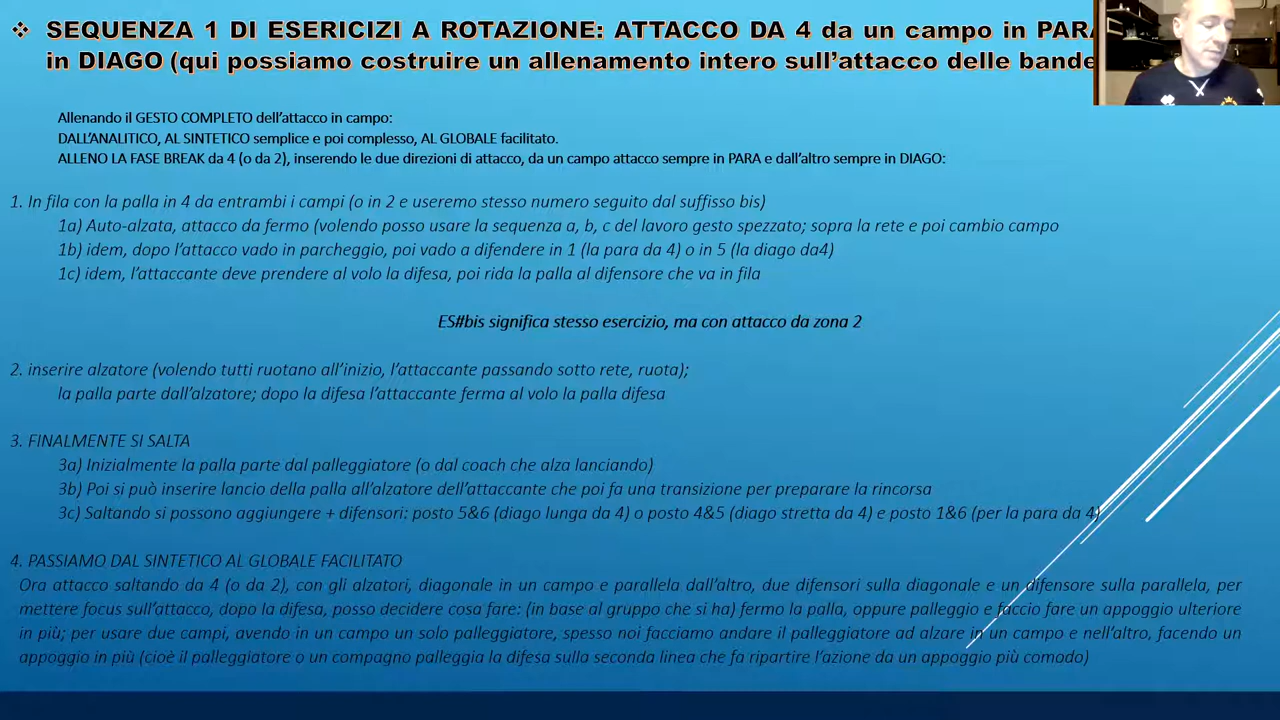 ❖ SEQUENZA 1 DI ESERICIZI A ROTAZIONE: ATTACCO DA 4 da un campo in PARA
in DIAGO (qui possiamo costruire un allenamento intero sull'attacco delle bande
Allenando il GESTO COMPLETO dell'attacco in campo:
DALL'ANALITICO, AL SINTETICO semplice e poi complesso, AL GLOBALE facilitato.
ALLENO LA FASE BREAK da 4 (o da 2), inserendo le due direzioni di attacco, da un campo attacco sempre in PARA e dall'altro sempre in DIAGO:
1. In fila con la palla in 4 da entrambi i campi (o in 2 e useremo stesso numero seguito dal suffisso bis)
1a) Auto-alzata, attacco da fermo (volendo posso usare la sequenza a, b, c del lavoro gesto spezzato; sopra la rete e poi cambio campo
1b) idem, dopo l'attacco vado in parcheggio, poi vado a difendere in 1 (la para da 4) o in 5 (la diago da4)
1c) idem, l'attaccante deve prendere al volo la difesa, poi rida la palla al difensore che va in fila
ES#bis significa stesso esercizio, ma con attacco da zona 2
2. inserire alzatore (volendo tutti ruotano all'inizio, l'attaccante passando sotto rete, ruota);
la palla parte dall'alzatore; dopo la difesa l'attaccante ferma al volo la palla difesa
3. FINALMENTE SI SALTA
3a) Inizialmente la palla parte dal palleggiatore (o dal coach che alza lanciando)
3b) Poi si può inserire lancio della palla all'alzatore dell'attaccante che poi fa una transizione per preparare la rincorsa
3c) Saltando si possono aggiungere + difensori: posto 5&6 (diago lunga da 4) o posto 4&5 (diago stretta da 4) e posto 1&6 (per la para da 4)
4. PASSIAMO DAL SINTETICO AL GLOBALE FACILITATO
Ora attacco saltando da 4 (o da 2), con gli alzatori, diagonale in un campo e parallela dall'altro, due difensori sulla diagonale e un difensore sulla parallela, per
mettere focus sull'attacco, dopo la difesa, posso decidere cosa fare: (in base al gruppo che si ha) fermo la palla, oppure palleggio e faccio fare un appoggio ulteriore
in più; per usare due campi, avendo in un campo un solo palleggiatore, spesso noi facciamo andare il palleggiatore ad alzare in un campo e nell'altro, facendo un
appoggio in più (cioè il palleggiatore o un compagno palleggia la difesa sulla seconda linea che fa ripartire l'azione da un appoggio più comodo)